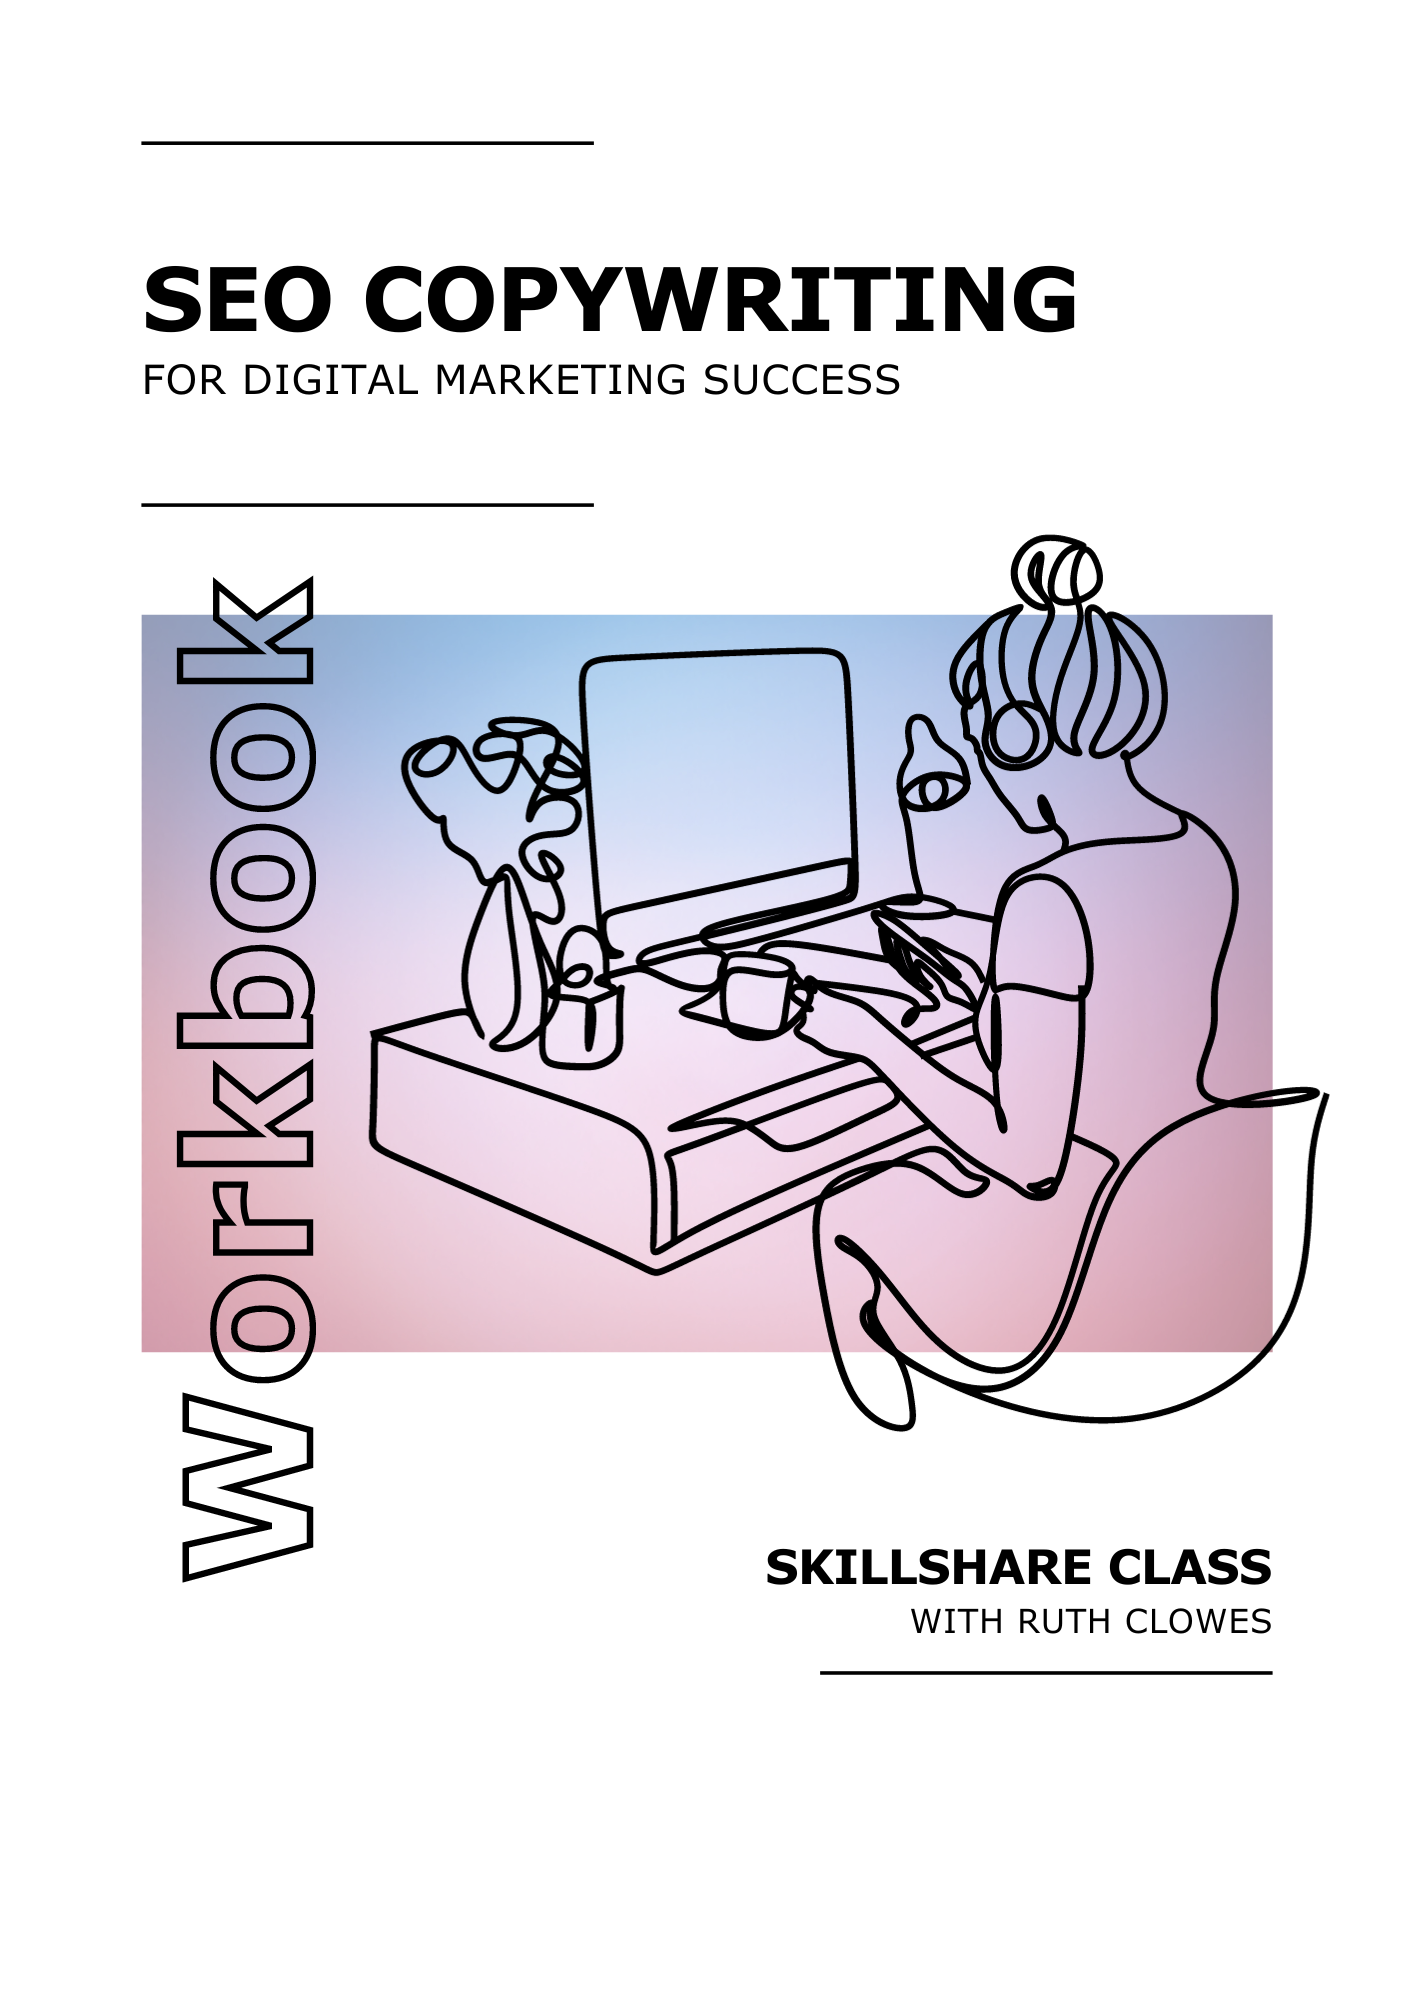 SEO COPYWRITING
FOR DIGITAL MARKETING SUCCESS
Workbook
SKILLSHARE CLASS
WITH RUTH CLOWES